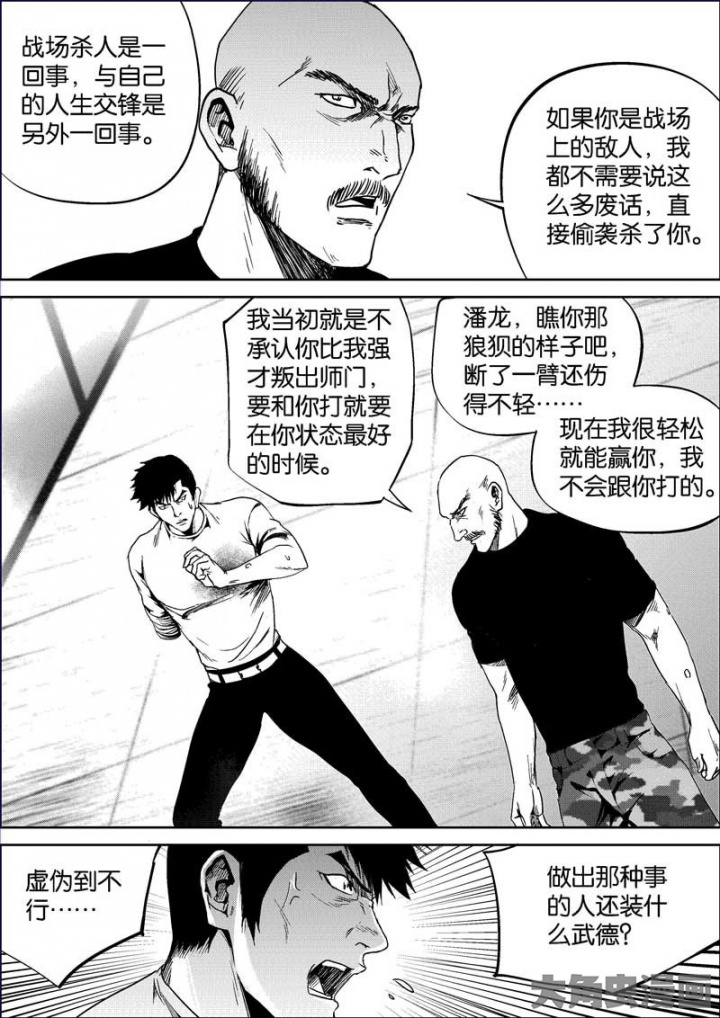 战场杀人是一
回事，与自己
的人生交锋是
另外一回事。
如果你是战场
上的敌人，我
都不需要说这
么多废话，直
接偷袭杀了你。
我当初就是不
承认你比我强
才叛出师门，
要和你打就要
在你状态最好
的时候。
潘龙，瞧你那
狼狈的样子吧，
断了一臂还伤
得不轻……
现在我很轻松
就能赢你，我
不会跟你打的。
虚伪到不
行……
做出那种事
的人还装什
么武德？
大角虫漫画